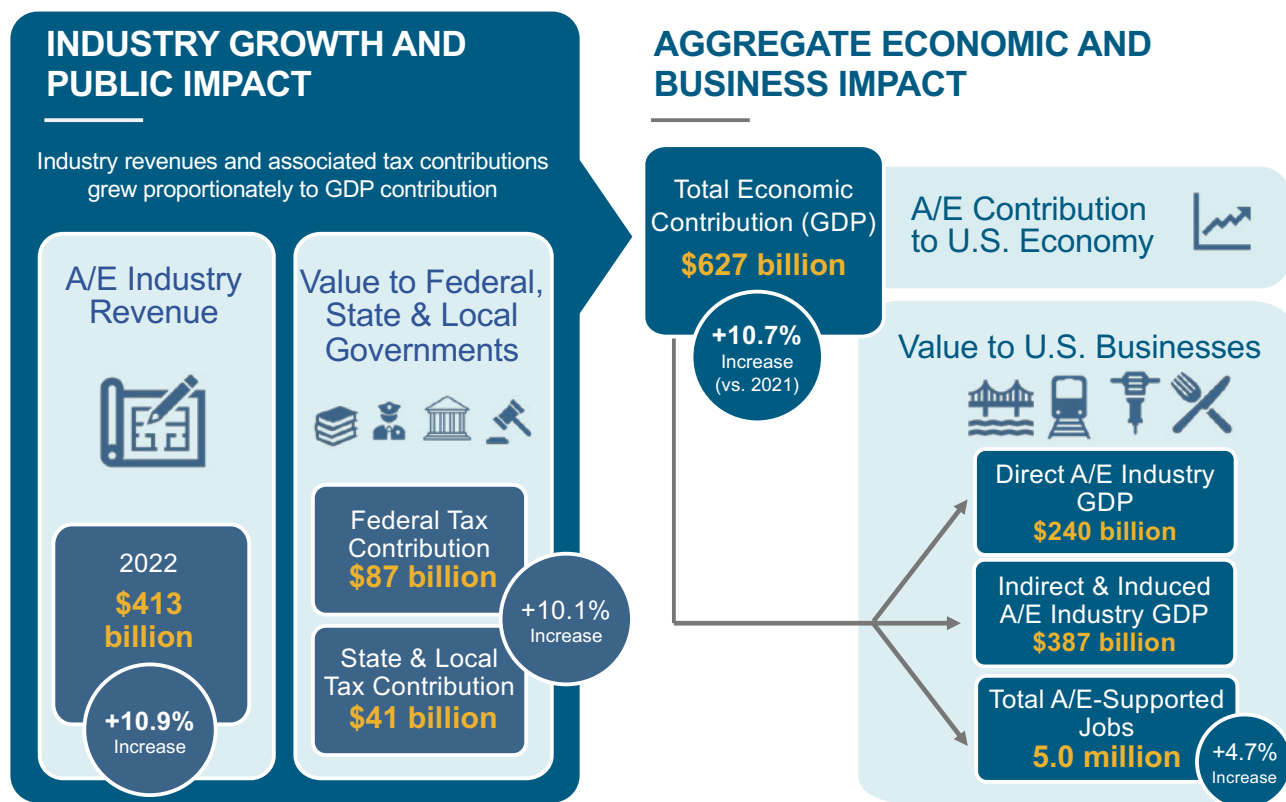 INDUSTRY GROWTH AND
PUBLIC IMPACT
Industry revenues and associated tax contributions
grew proportionately to GDP contribution
A/E Industry
Revenue
2022
$413
billion
+10.9%
Increase
Value to Federal,
State & Local
Governments
Federal Tax
Contribution
$87 billion
State & Local
Tax Contribution
$41 billion
+10.1%
Increase
AGGREGATE ECONOMIC AND
BUSINESS IMPACT
Total Economic
Contribution (GDP)
$627 billion
+10.7%
Increase
(vs. 2021)
A/E Contribution
to U.S. Economy
Value to U.S. Businesses
Direct A/E Industry
GDP
$240 billion
Indirect & Induced
A/E Industry GDP
$387 billion
Total A/E-Supported
Jobs
5.0 million
+4.7%
Increase